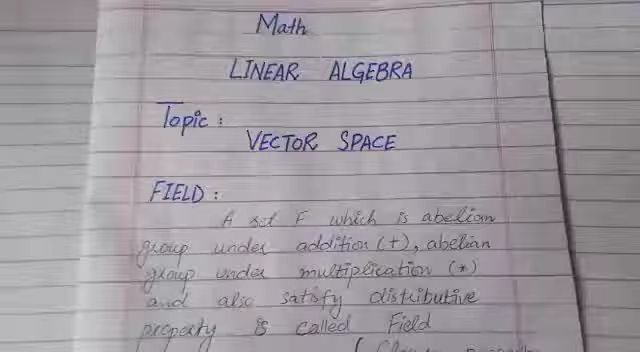 Math
LINEAR ALGEBRA
Topic :
VECTOR SPACE
FIELD :
A set F which is abelian
group under addition (+), abelian
group under multiplication (*)
and also satisfy distributive
property is called Field